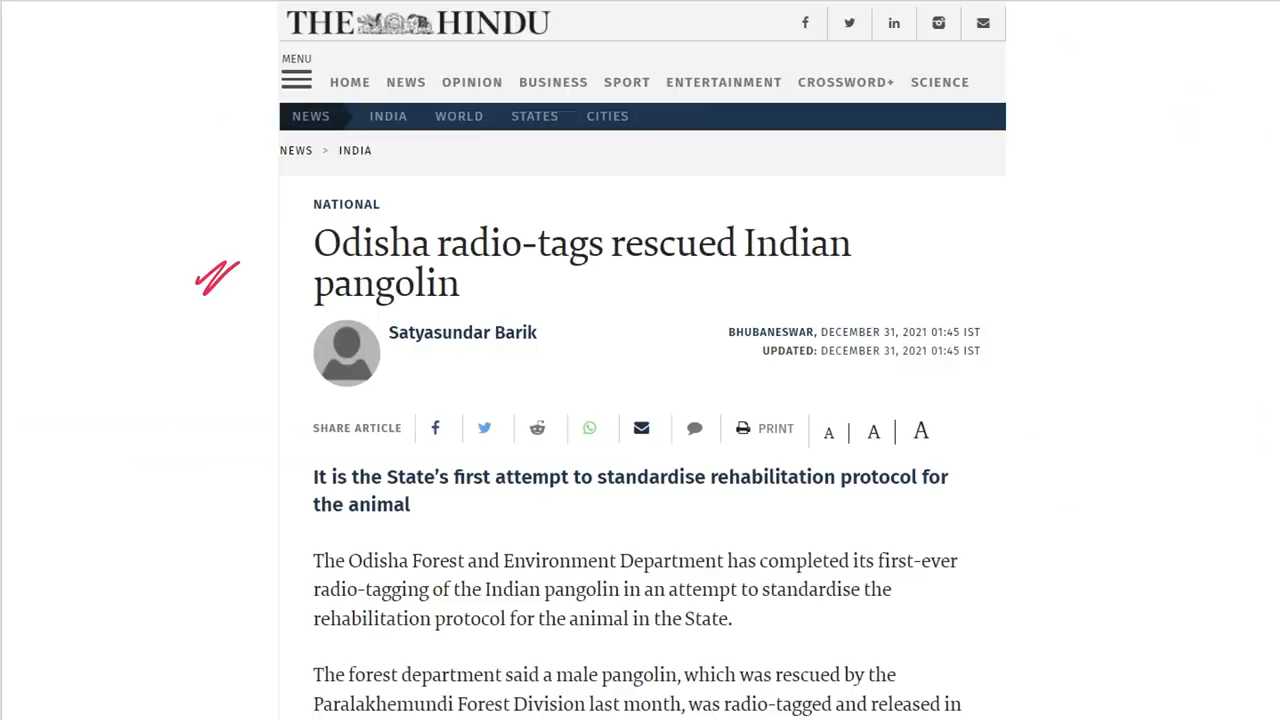 THE HINDU
MENU
HOME NEWS OPINION BUSINESS SPORT ENTERTAINMENT CROSSWORD+ SCIENCE
NEWS INDIA WORLD STATES CITIES
NEWS > INDIA
NATIONAL
Odisha radio-tags rescued Indian
pangolin
Satyasundar Barik
BHUBANESWAR, DECEMBER 31, 2021 01:45 IST
UPDATED: DECEMBER 31, 2021 01:45 IST
SHARE ARTICLE PRINT A | A | A
It is the State’s first attempt to standardise rehabilitation protocol for
the animal
The Odisha Forest and Environment Department has completed its first-ever
radio-tagging of the Indian pangolin in an attempt to standardise the
rehabilitation protocol for the animal in the State.
The forest department said a male pangolin, which was rescued by the
Paralakhemundi Forest Division last month, was radio-tagged and released in